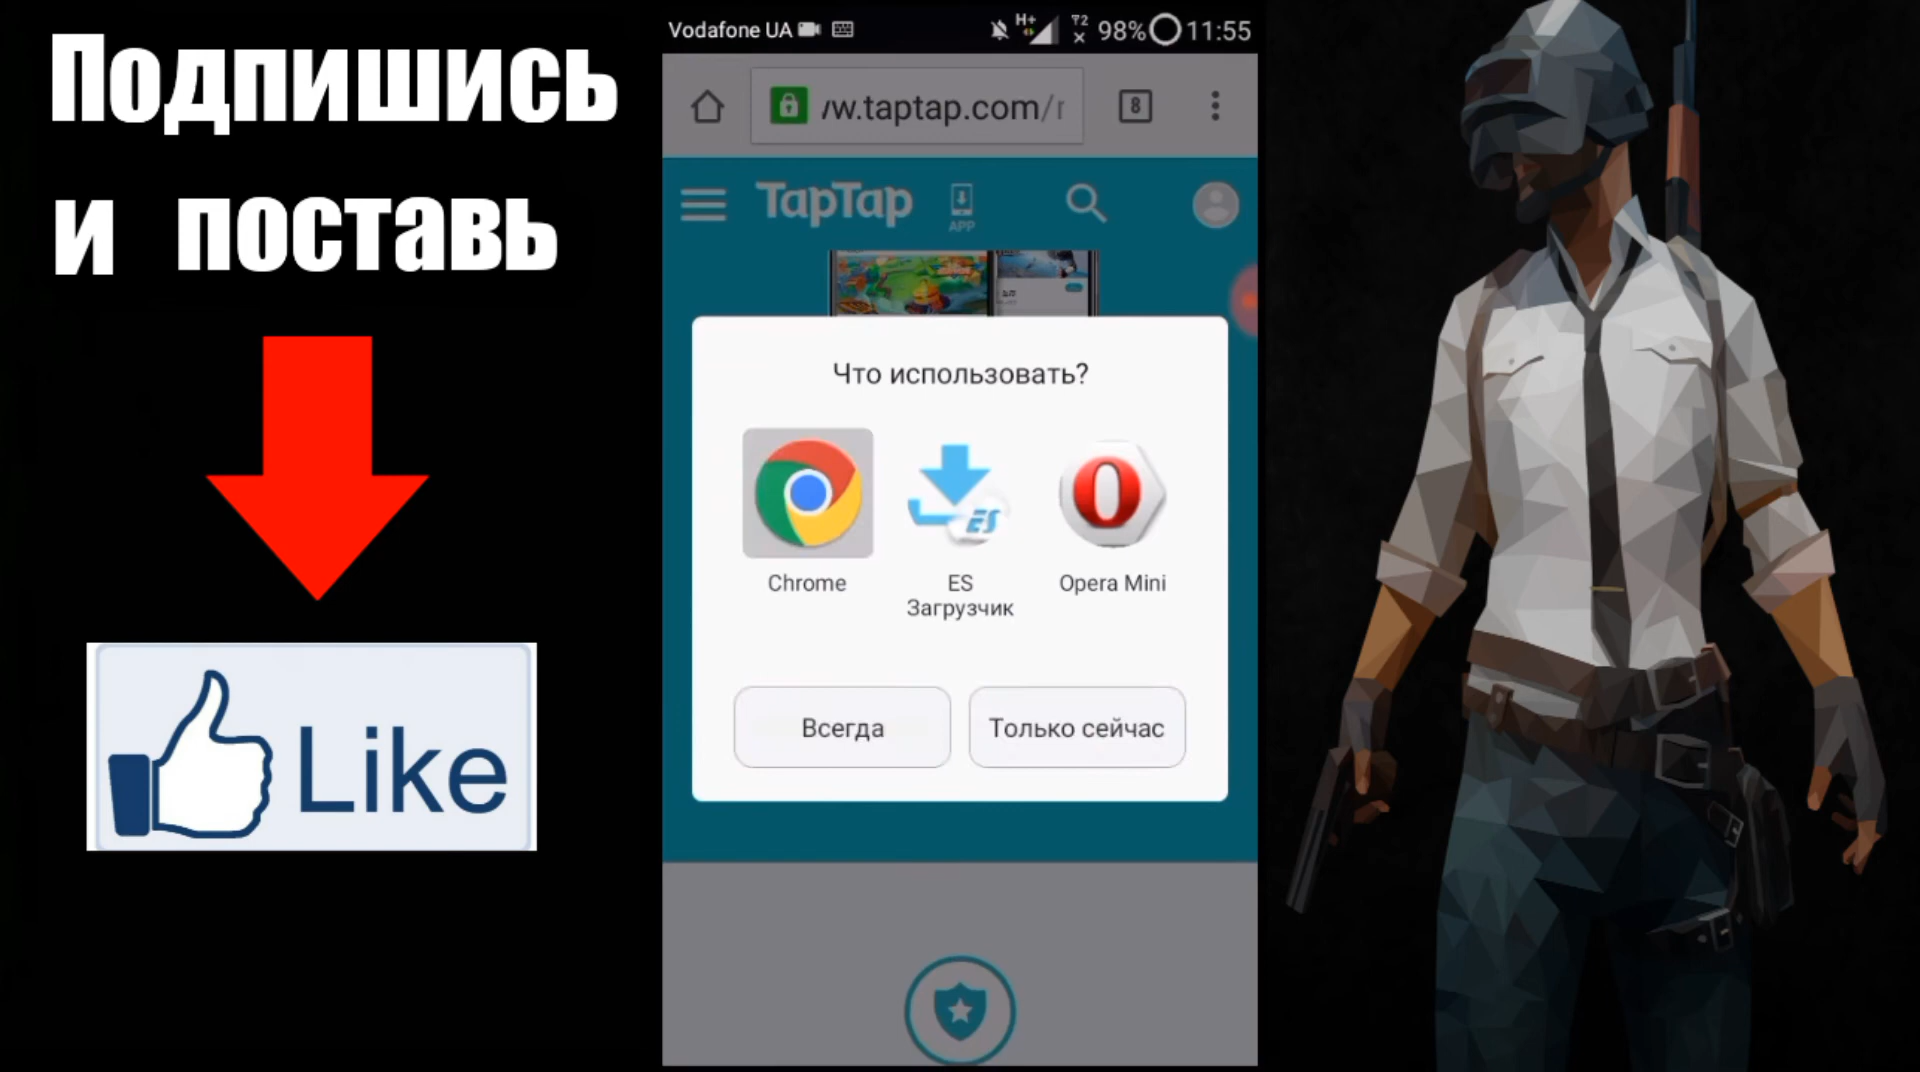 Подпишись
и поставь
Like
Vodafone UA
H+
98%
11:55
w.taptap.com/r
8
TapTap
APP
Что использовать?
Chrome
ES
Загрузчик
Opera Mini
ES
Всегда
Только сейчас